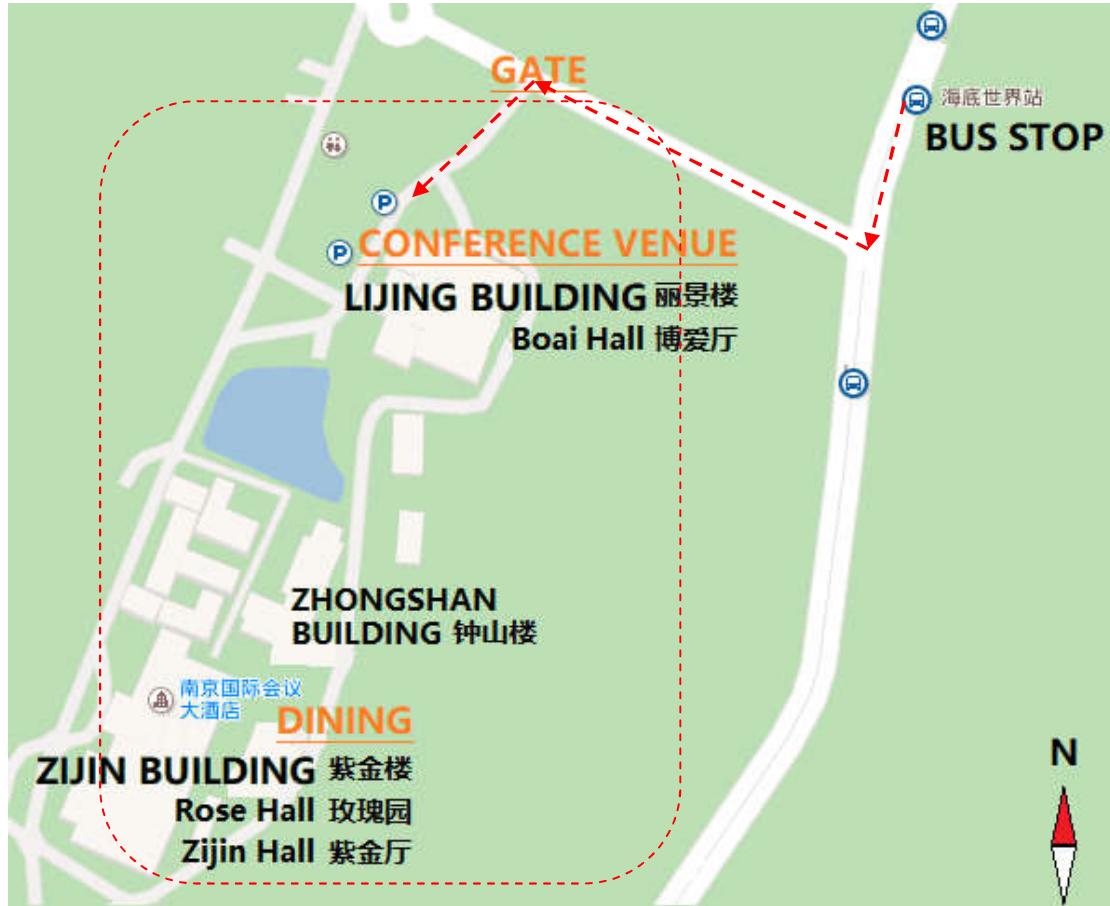 GATE
海底世界站
BUS STOP
P
P
CONFERENCE VENUE
LIJING BUILDING 丽景楼
Boai Hall 博爱厅
ZHONGSHAN
BUILDING 钟山楼
南京国际会议
大酒店
DINING
ZIJIN BUILDING 紫金楼
Rose Hall 玫瑰园
Zijin Hall 紫金厅
N